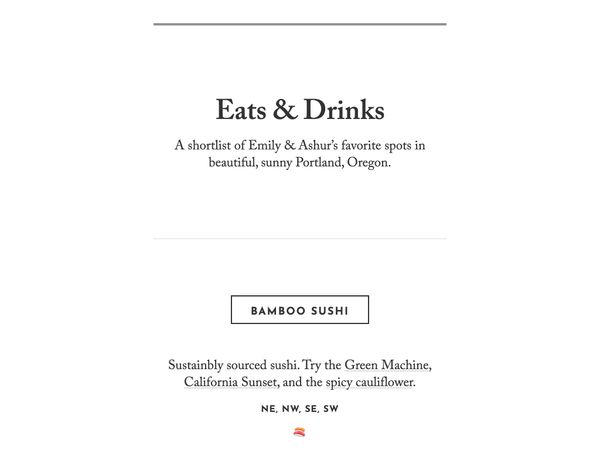 Eats & Drinks
A shortlist of Emily & Ashur’s favorite spots in
beautiful, sunny Portland, Oregon.
BAMBOO SUSHI
Sustainbly sourced sushi. Try the Green Machine,
California Sunset, and the spicy cauliflower.
NE, NW, SE, SW